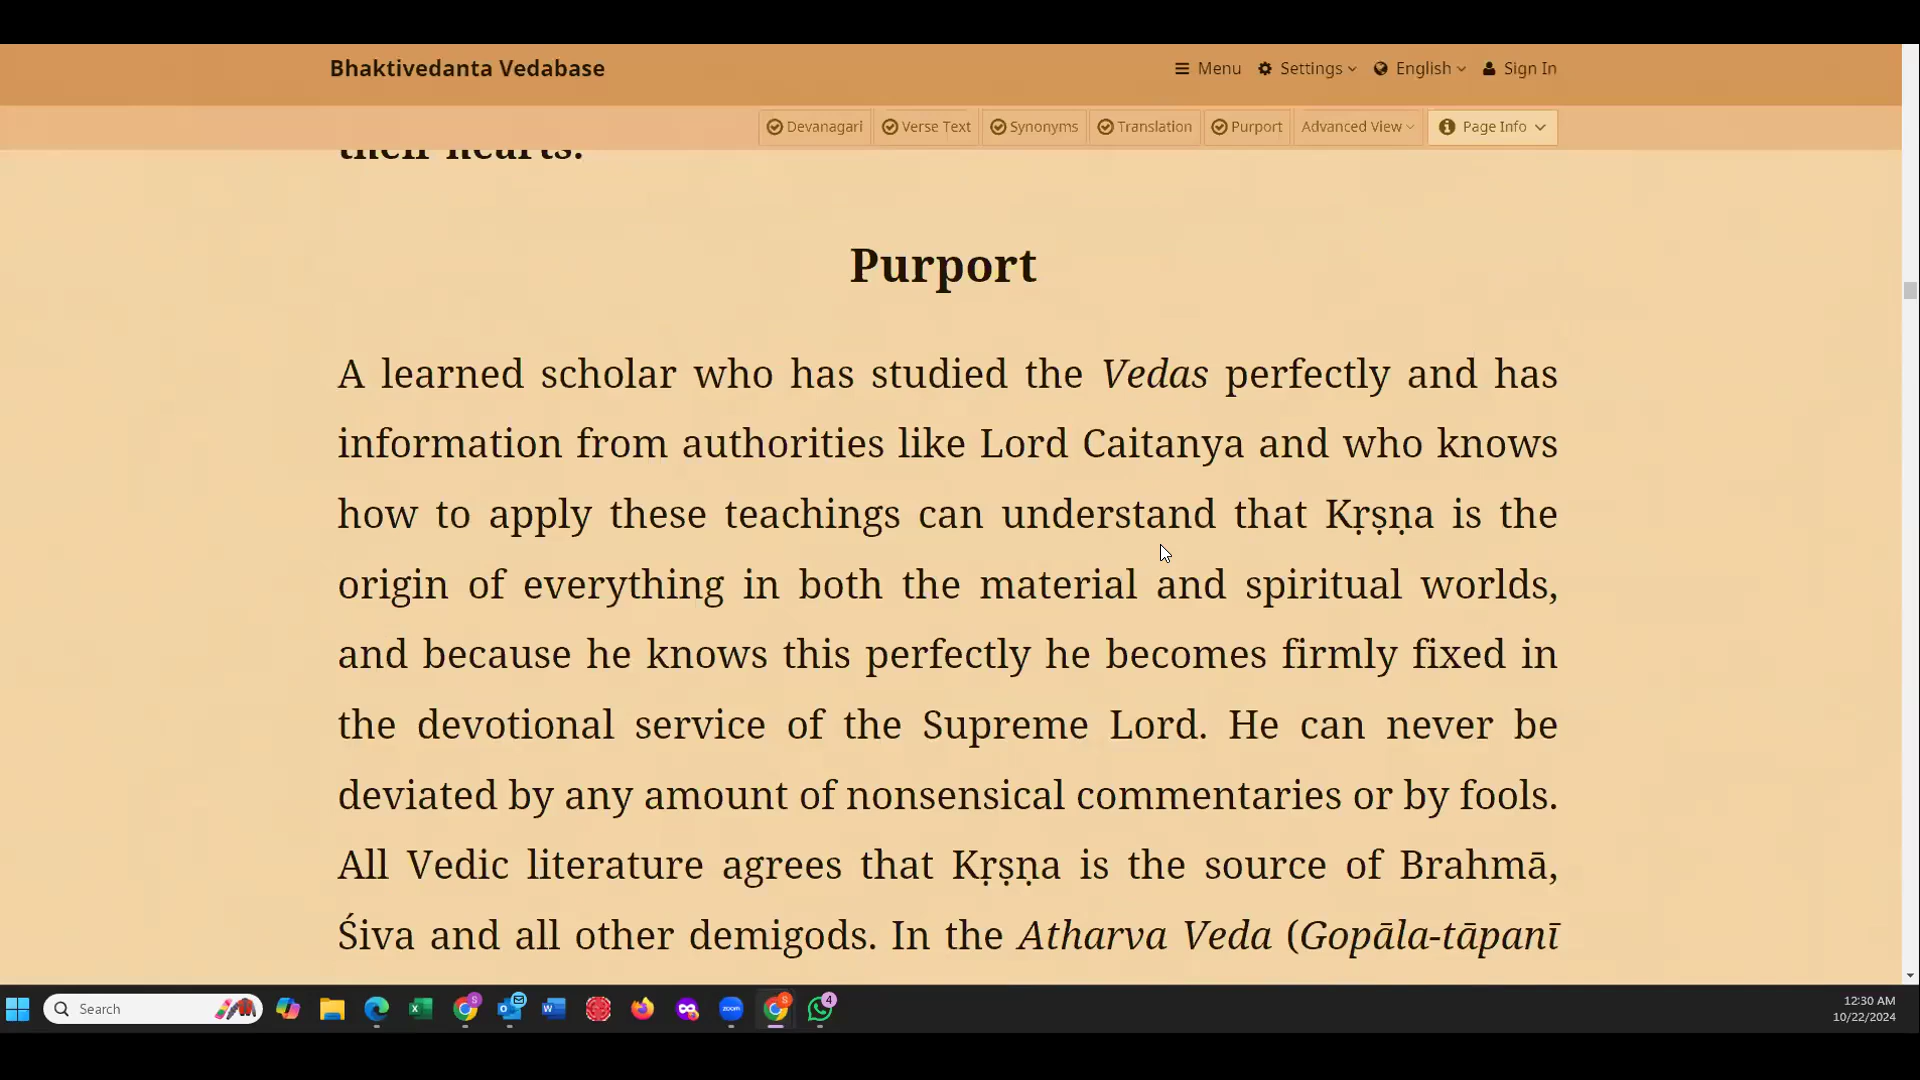 Bhaktivedanta Vedabase
Menu Settings English Sign In
Devanagari Verse Text Synonyms Translation Purport Advanced View Page Info
their hearts.
Purport
A learned scholar who has studied the Vedas perfectly and has
information from authorities like Lord Caitanya and who knows
how to apply these teachings can understand that Kṛṣṇa is the
origin of everything in both the material and spiritual worlds,
and because he knows this perfectly he becomes firmly fixed in
the devotional service of the Supreme Lord. He can never be
deviated by any amount of nonsensical commentaries or by fools.
All Vedic literature agrees that Kṛṣṇa is the source of Brahmā,
Śiva and all other demigods. In the Atharva Veda (Gopāla-tāpanī
Search
zoom
4
12:30 AM
10/22/2024